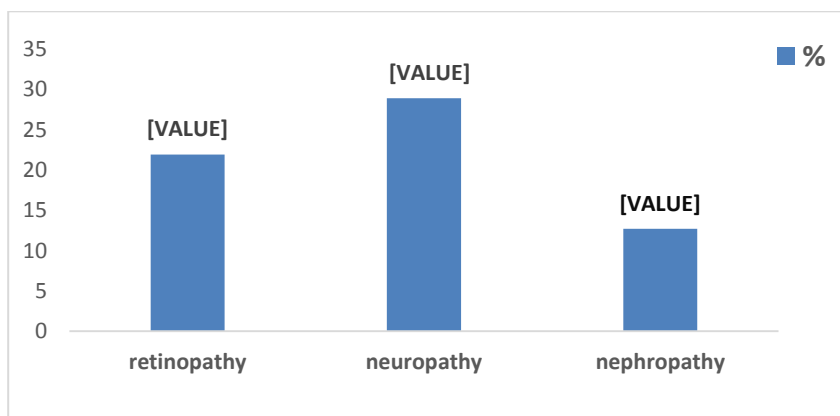 35
30
25
20
15
10
5
0
[VALUE]
[VALUE]
[VALUE]
retinopathy
neuropathy
nephropathy
%